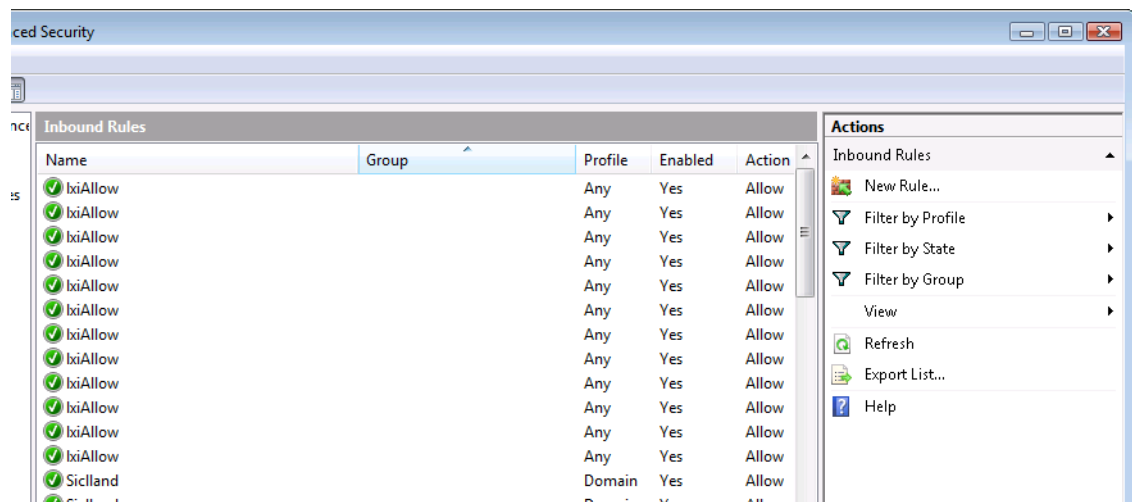 ced Security
nce
Inbound Rules
Actions
Name Group Profile Enabled Action
Inbound Rules
es
IxiAllow Any Yes Allow
New Rule...
IxiAllow Any Yes Allow
Filter by Profile
IxiAllow Any Yes Allow
Filter by State
IxiAllow Any Yes Allow
IxiAllow Any Yes Allow
Filter by Group
IxiAllow Any Yes Allow
View
IxiAllow Any Yes Allow
Refresh
IxiAllow Any Yes Allow
Export List...
IxiAllow Any Yes Allow
IxiAllow Any Yes Allow
Help
IxiAllow Any Yes Allow
IxiAllow Any Yes Allow
Siclland Domain Yes Allow